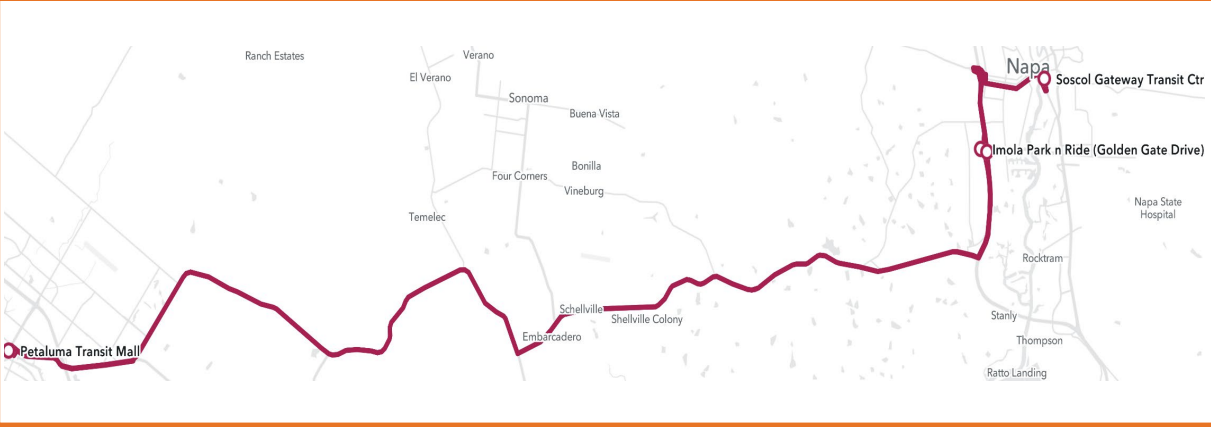 Ranch Estates
Verano
El Verano
Napa
Soscol Gateway Transit Ctr
Sonoma
Buena Vista
Imola Park n Ride (Golden Gate Drive)
Bonilla
Four Corners
Vineburg
Napa State
Hospital
Temelec
Rocktram
Schellville
Shellville Colony
Stanly
Embarcadero
Thompson
Petaluma Transit Mall
Ratto Landing